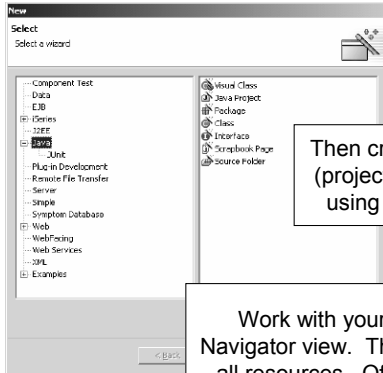 New
Select
Select a wizard
Component Test
Data
EJB
iSeries
J2EE
Java
JUnit
Plug-in Development
Remote File Transfer
Server
Simple
Symptom Database
Web
WebFacing
Web Services
XML
Examples
Visual Class
Java Project
Package
Class
Interface
Scrapbook Page
Source Folder
Then cr
(projec
using
Work with your
Navigator view. Th
all resources. Ot
< Back